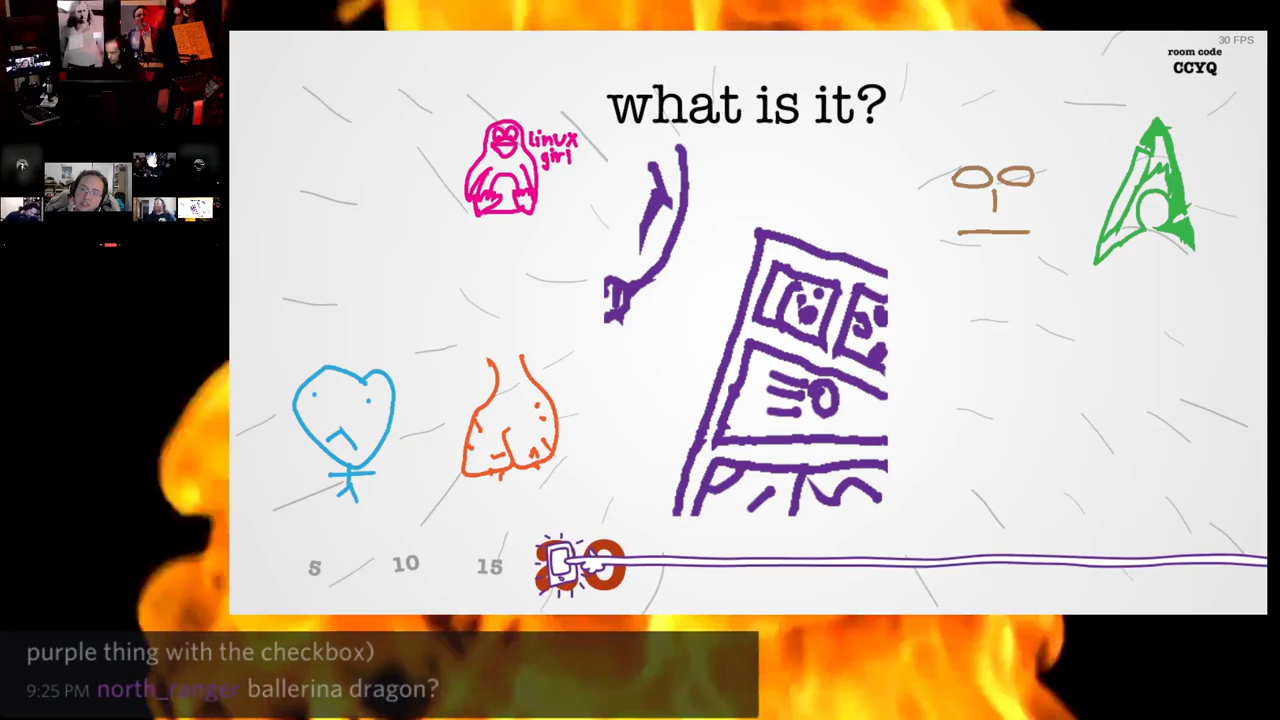 30 FPS
room code
CCYQ
what is it?
linux
girl
5 10 15
purple thing with the checkbox)
9:25 PM north_ranger ballerina dragon?